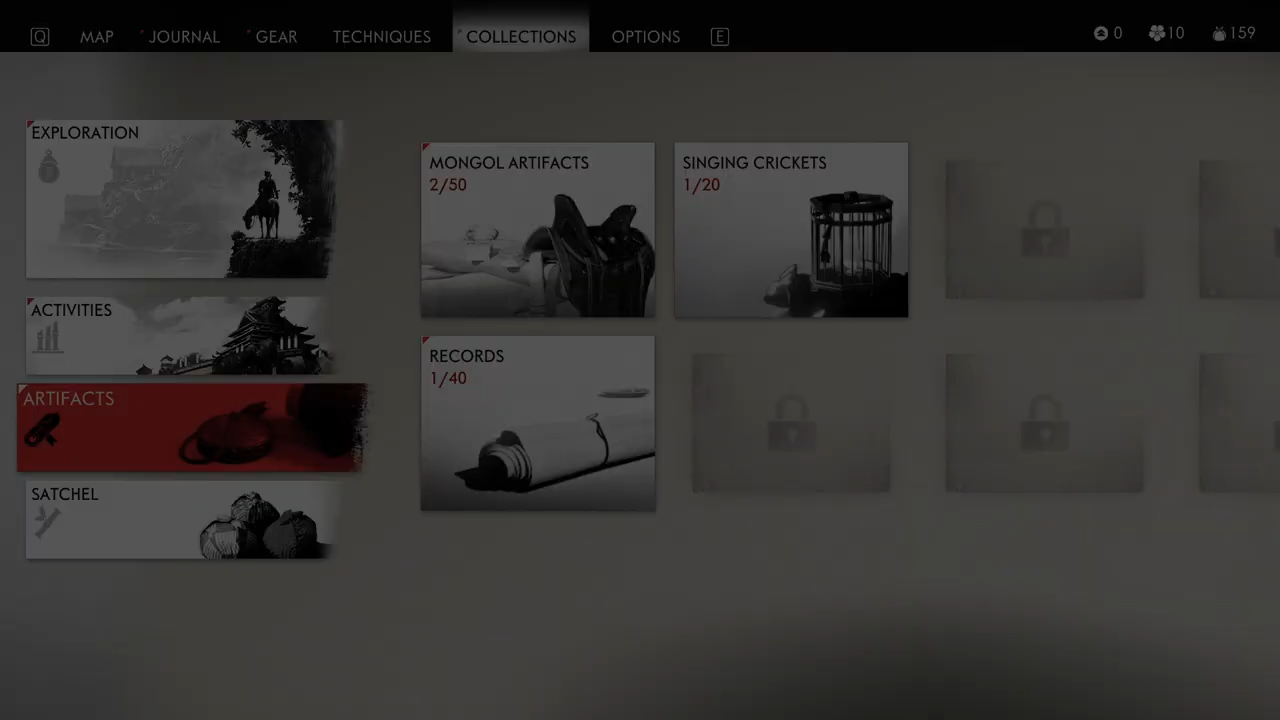 Q MAP JOURNAL GEAR TECHNIQUES COLLECTIONS OPTIONS E 0 10 159
EXPLORATION
ACTIVITIES
ARTIFACTS
SATCHEL
MONGOL ARTIFACTS
2/50
SINGING CRICKETS
1/20
RECORDS
1/40